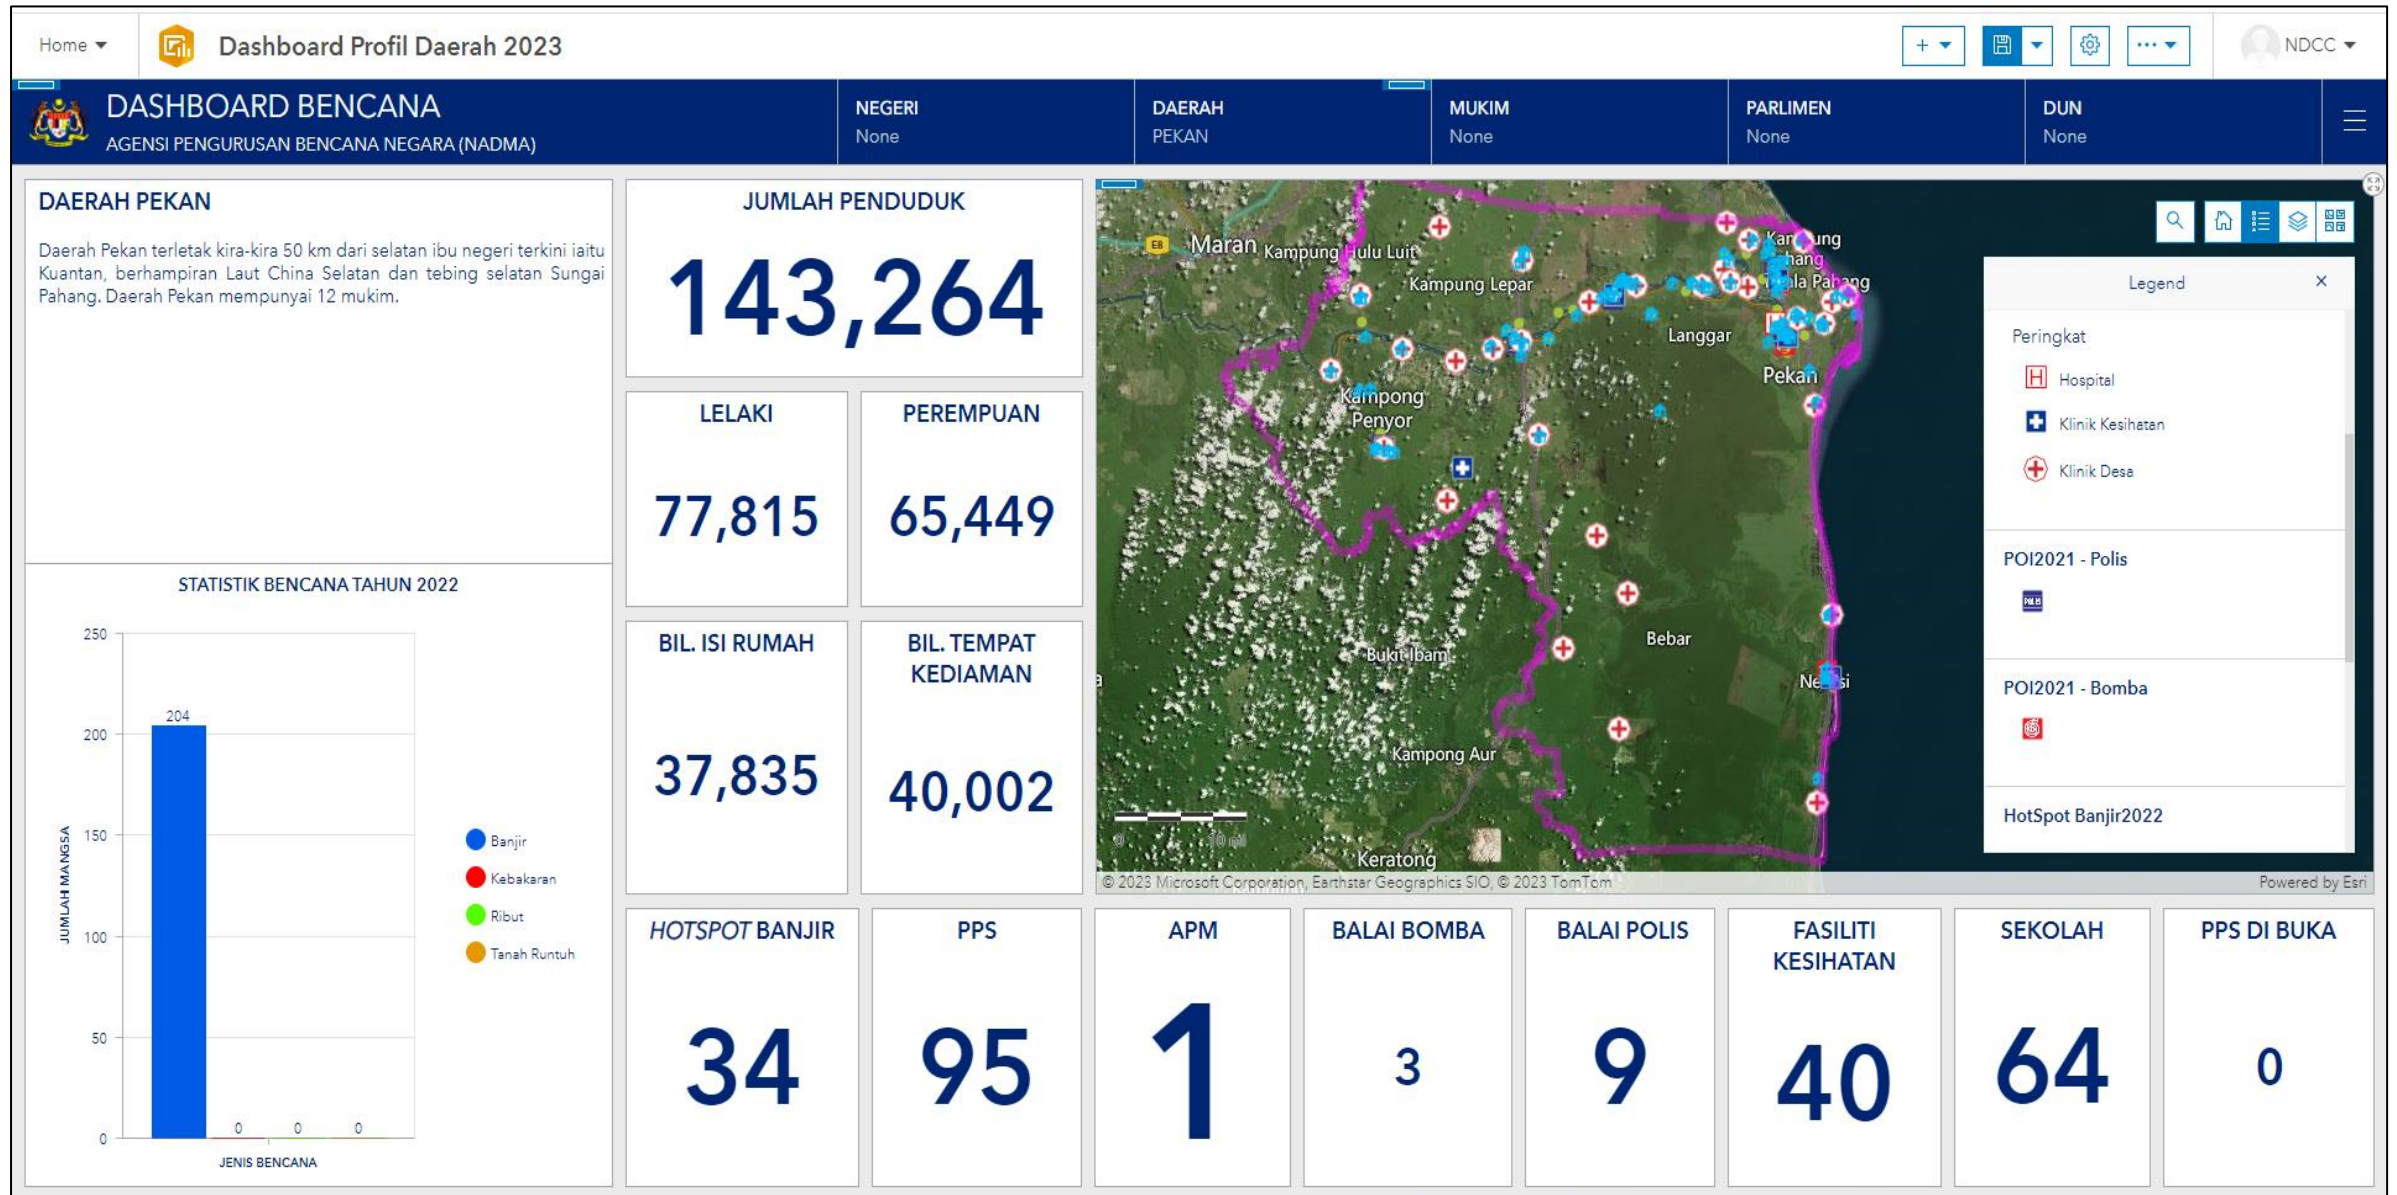 Home
Dashboard Profil Daerah 2023
+
NDCC
DASHBOARD BENCANA
AGENSI PENGURUSAN BENCANA NEGARA (NADMA)
NEGERI
None
DAERAH
PEKAN
MUKIM
None
PARLIMEN
None
DUN
None
DAERAH PEKAN
Daerah Pekan terletak kira-kira 50 km dari selatan ibu negeri terkini iaitu
Kuantan, berhampiran Laut China Selatan dan tebing selatan Sungai
Pahang. Daerah Pekan mempunyai 12 mukim.
STATISTIK BENCANA TAHUN 2022
250
200
150
100
50
0
JUMLAH MANGSA
204
0
0
0
JENIS BENCANA
Banjir
Kebakaran
Ribut
Tanah Runtuh
JUMLAH PENDUDUK
143,264
LELAKI
77,815
PEREMPUAN
65,449
BIL. ISI RUMAH
37,835
BIL. TEMPAT
KEDIAMAN
40,002
E8
Maran
Kampung Hulu Luit
Kampung Lepar
Langgar
Pekan
Kampong
Penyor
Bebar
Bukit Ibam
Kampong Aur
Keratong
0
10 mi
© 2023 Microsoft Corporation, Earthstar Geographics SIO, © 2023 TomTom
Powered by Esri
Legend
Peringkat
H
Hospital
Klinik Kesihatan
Klinik Desa
POI2021 - Polis
POLIS
POI2021 - Bomba
HotSpot Banjir2022
HOTSPOT BANJIR
34
PPS
95
APM
1
BALAI BOMBA
3
BALAI POLIS
9
FASILITI
KESIHATAN
40
SEKOLAH
64
PPS DI BUKA
0